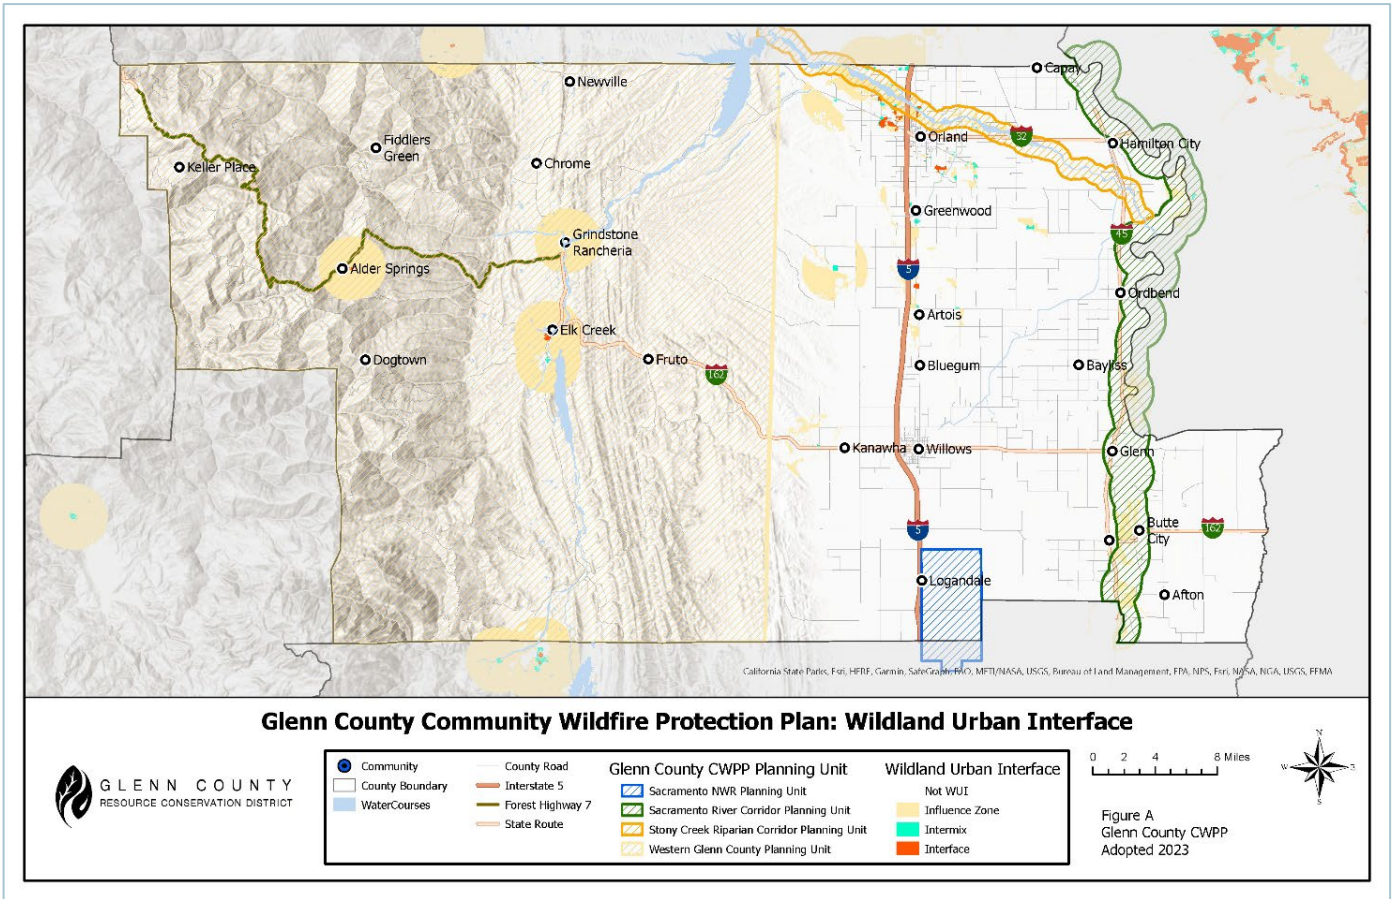 Newville
Capay
Fiddlers
Green
Orland
32
Hamilton City
Keller Place
Chrome
Greenwood
Grindstone
Rancheria
45
Alder Springs
5
Ordbend
Artois
Elk Creek
Dogtown
Fruto
Bluegum
Bayliss
162
Kanawha
Willows
Glenn
5
Butte
City
162
Logandale
Afton
California State Parks, Esri, HERE, Garmin, SafeGraph, FAO, METI/NASA, USGS, Bureau of Land Management, EPA, NPS, Esri, NASA, NGA, USGS, FEMA
Glenn County Community Wildfire Protection Plan: Wildland Urban Interface
GLENN COUNTY
RESOURCE CONSERVATION DISTRICT
Community
County Boundary
WaterCourses
County Road
Interstate 5
Forest Highway 7
State Route
Glenn County CWPP Planning Unit
Sacramento NWR Planning Unit
Sacramento River Corridor Planning Unit
Stony Creek Riparian Corridor Planning Unit
Western Glenn County Planning Unit
Wildland Urban Interface
Not WUI
Influence Zone
Intermix
Interface
0 2 4 8 Miles
N
W E
S
Figure A
Glenn County CWPP
Adopted 2023